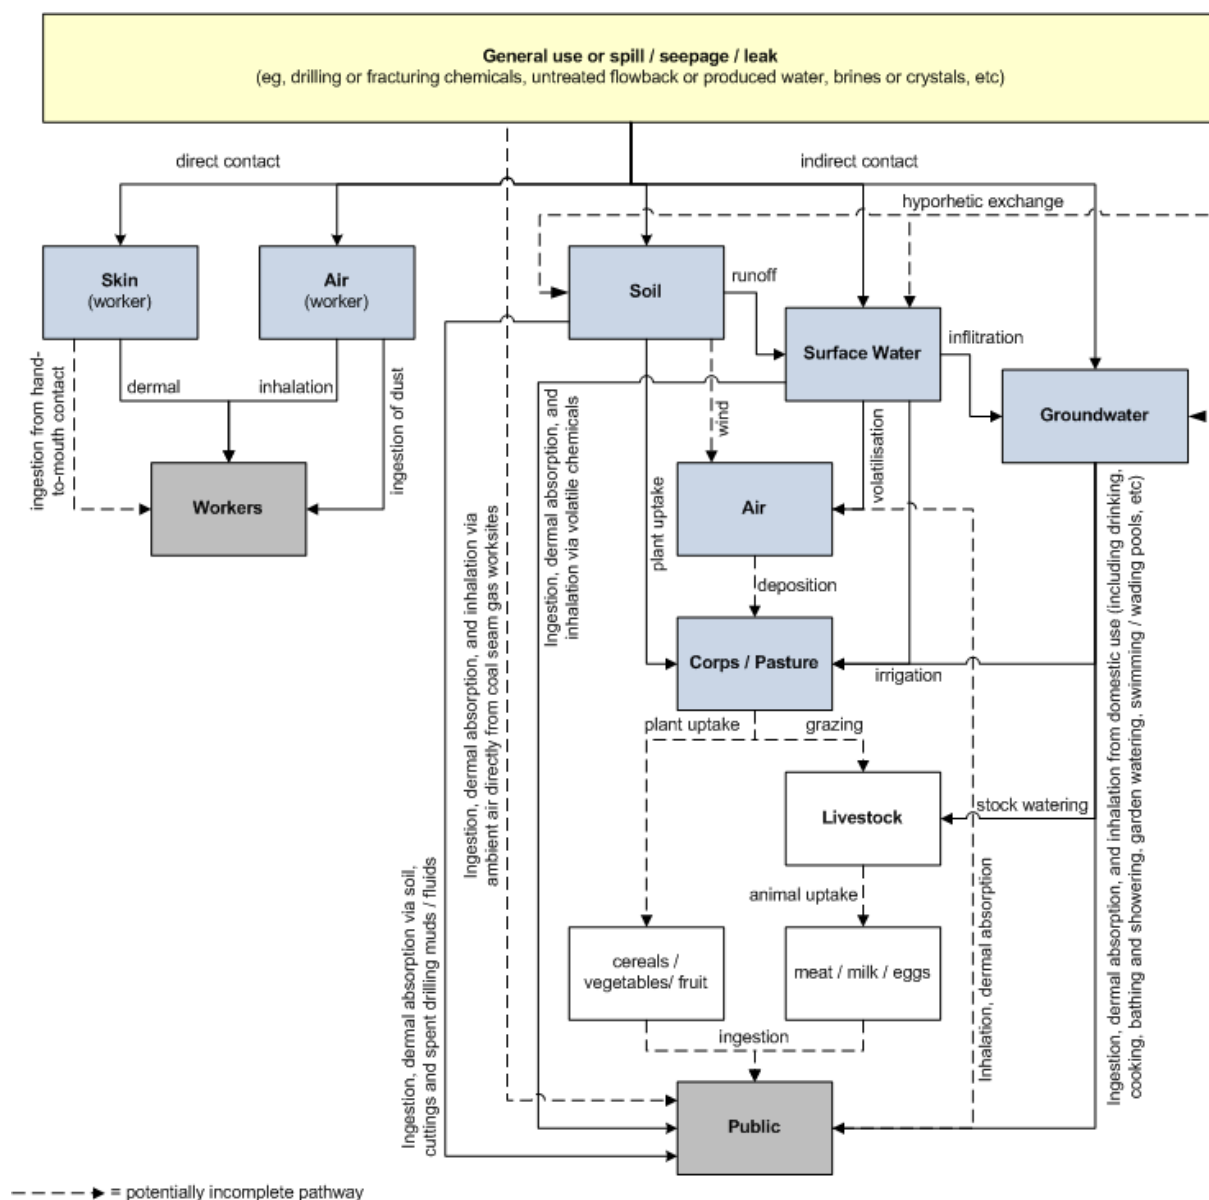 General use or spill / seepage / leak
(eg, drilling or fracturing chemicals, untreated flowback or produced water, brines or crystals, etc)
direct contact
indirect contact
hyporhetic exchange
Skin
(worker)
Air
(worker)
Soil
runoff
Surface Water
inflitration
Groundwater
ingestion from hand-
to-mouth contact
dermal
inhalation
ingestion of dust
Workers
wind
volatilisation
Air
plant uptake
deposition
Ingestion, dermal absorption, and
inhalation via volatile chemicals
Ingestion, dermal absorption, and inhalation via
ambient air directly from coal seam gas worksites
Corps / Pasture
irrigation
plant uptake
grazing
Livestock
stock watering
animal uptake
cereals /
vegetables/ fruit
meat / milk / eggs
ingestion
Inhalation, dermal absorption
Ingestion, dermal absorption, and inhalation from domestic use (including drinking,
cooking, bathing and showering, garden watering, swimming / wading pools, etc)
Ingestion, dermal absorption via soil,
cuttings and spent drilling muds / fluids
Public
= potentially incomplete pathway